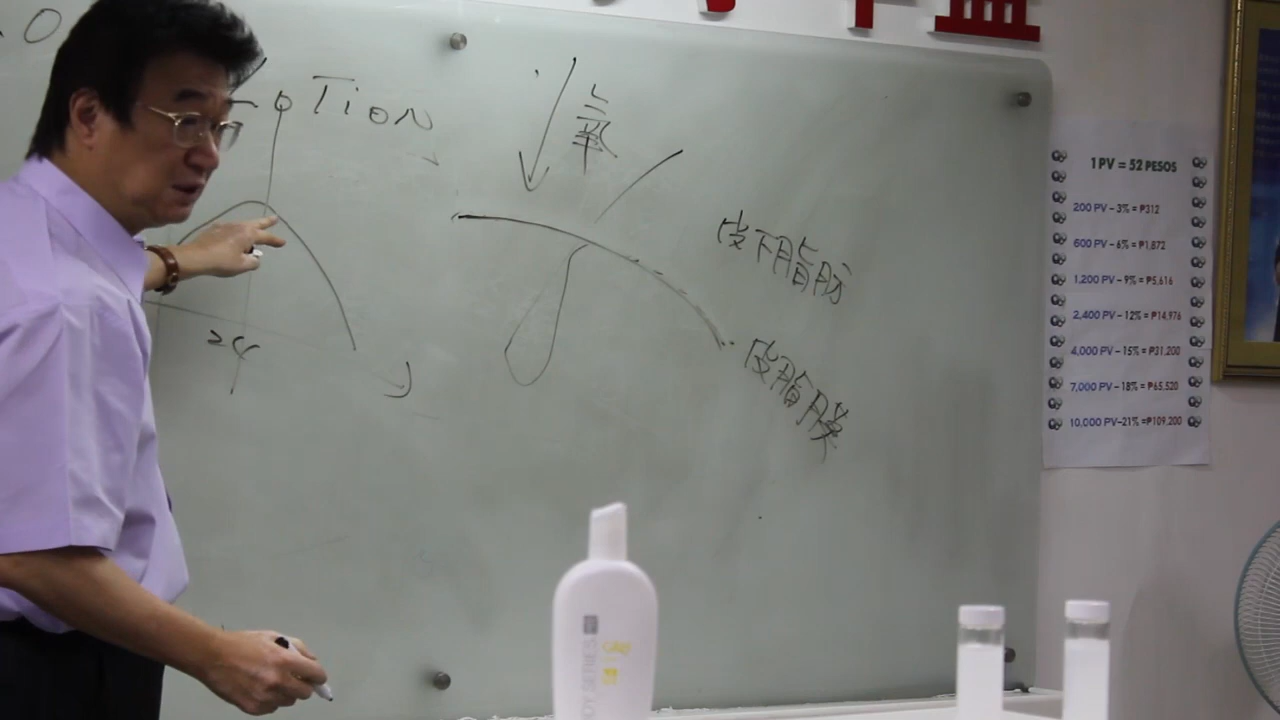 TiON
氧
皮下脂肪
皮脂膜
24
1 PV = 52 PESOS
200 PV – 3% = ₱312
600 PV – 6% = ₱1,872
1,200 PV – 9% = ₱5,616
2,400 PV – 12% = ₱14,976
4,000 PV – 15% = ₱31,200
7,000 PV – 18% = ₱65,520
10,000 PV–21% =₱109,200